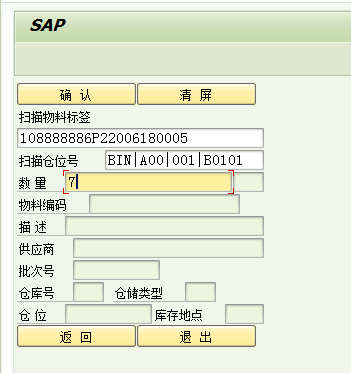 SAP
确 认 清 屏
扫描物料标签
108888886P22006180005
扫描仓位号 BIN|A00|001|B0101
数 量 7
物料编码
描 述
供应商
批次号
仓库号 仓储类型
仓 位 库存地点
返 回 退 出